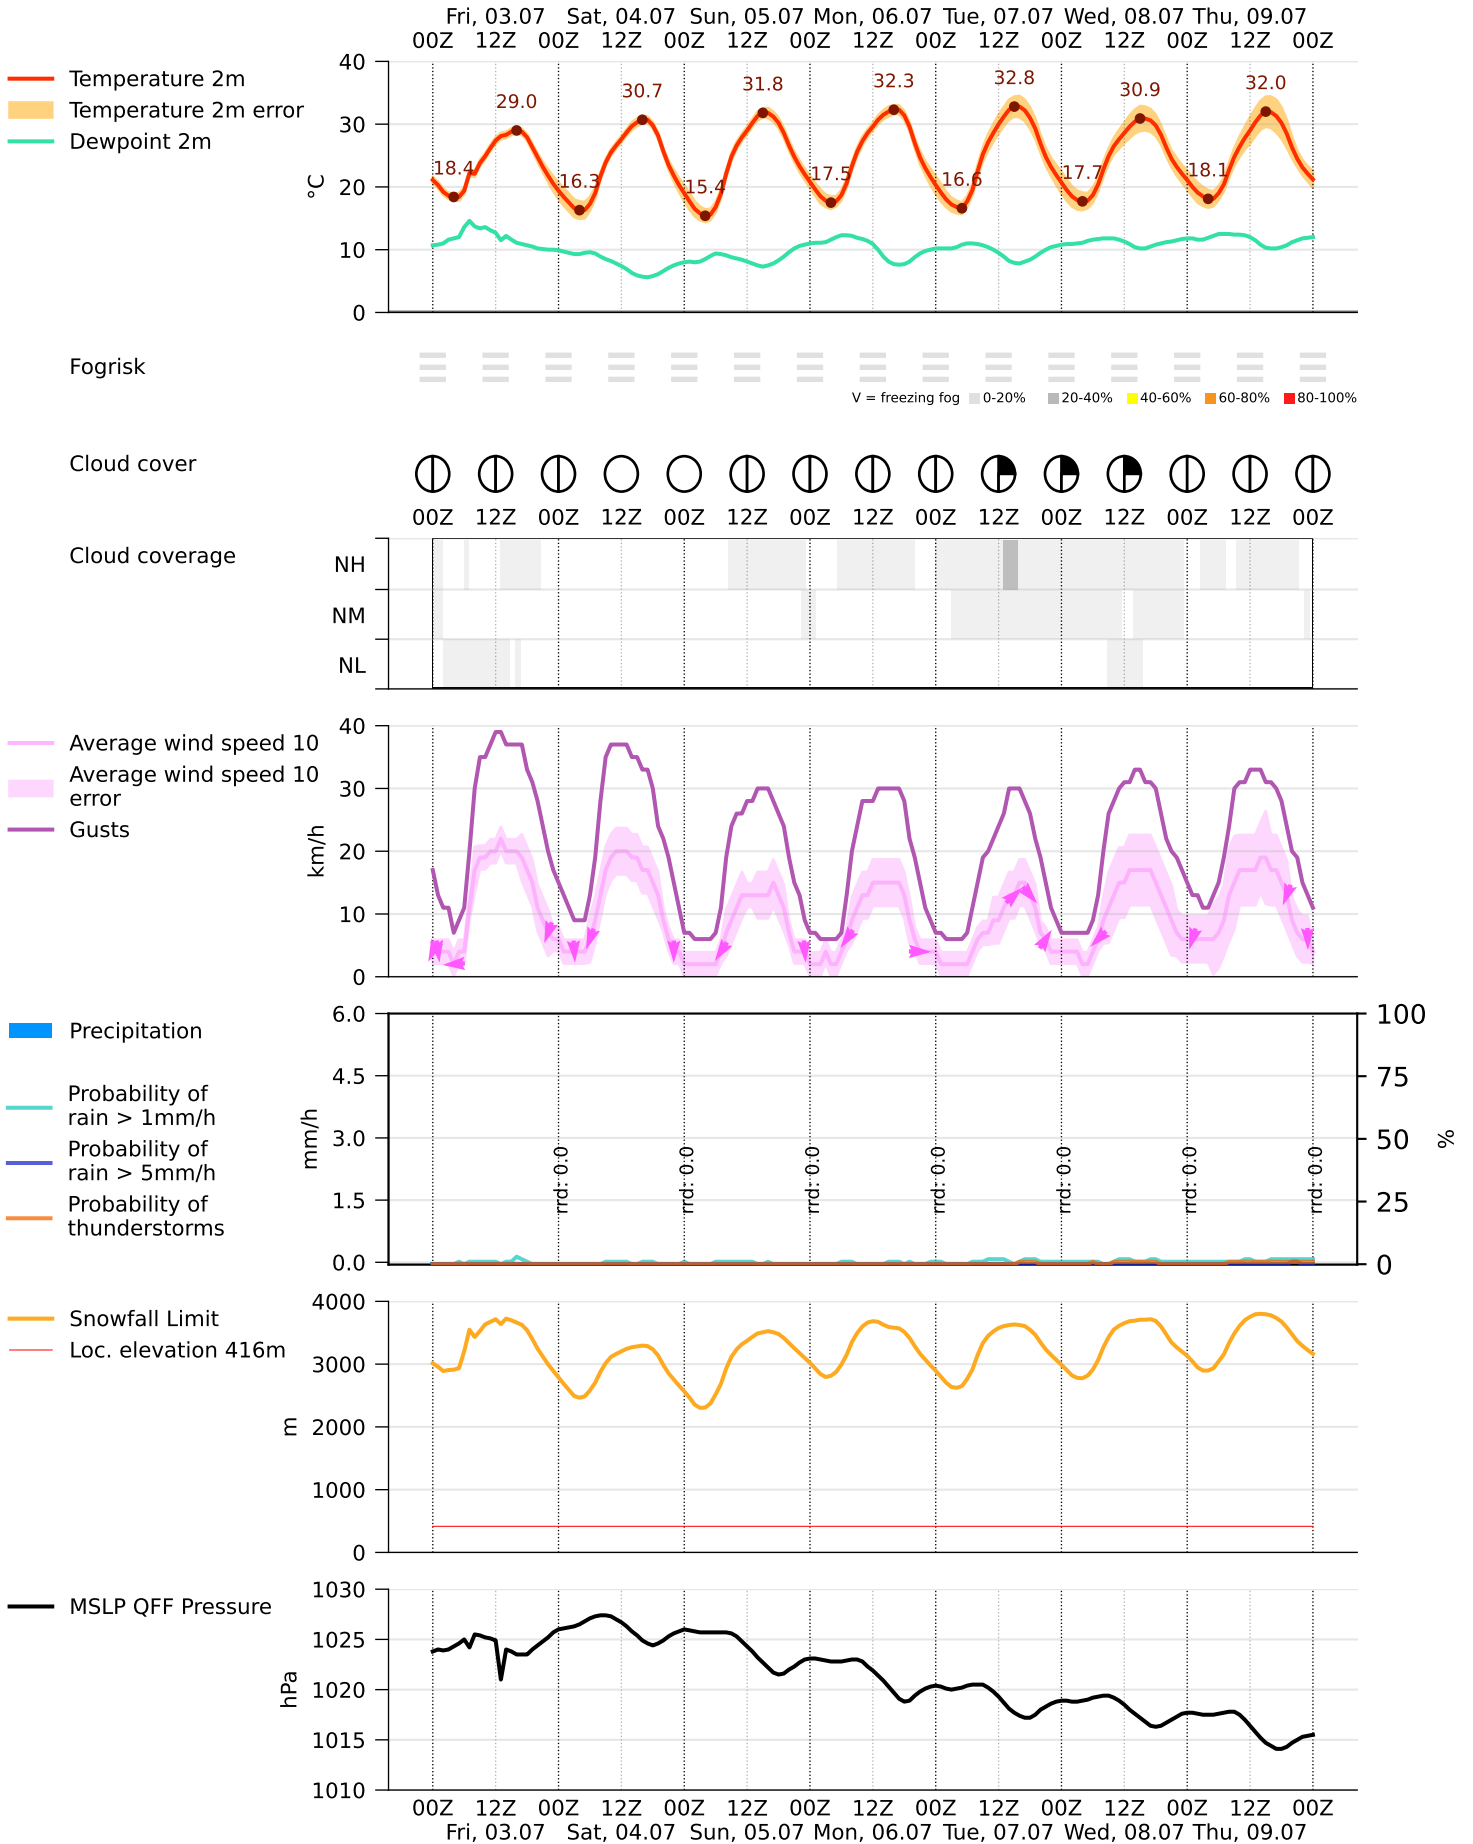 Fri, 03.07 Sat, 04.07 Sun, 05.07 Mon, 06.07 Tue, 07.07 Wed, 08.07 Thu, 09.07
00Z 12Z 00Z 12Z 00Z 12Z 00Z 12Z 00Z 12Z 00Z 12Z 00Z 12Z 00Z
Temperature 2m
Temperature 2m error
Dewpoint 2m
°C
40
30
20
10
0
18.4 29.0 16.3 30.7 15.4 31.8 17.5 32.3 16.6 32.8 17.7 30.9 18.1 32.0
Fogrisk
V = freezing fog 0-20% 20-40% 40-60% 60-80% 80-100%
Cloud cover
00Z 12Z 00Z 12Z 00Z 12Z 00Z 12Z 00Z 12Z 00Z 12Z 00Z 12Z 00Z
Cloud coverage
NH
NM
NL
Average wind speed 10
Average wind speed 10
error
Gusts
km/h
40
30
20
10
0
Precipitation
Probability of
rain > 1mm/h
Probability of
rain > 5mm/h
Probability of
thunderstorms
mm/h
6.0
4.5
3.0
1.5
0.0
rrd: 0.0 rrd: 0.0 rrd: 0.0 rrd: 0.0 rrd: 0.0 rrd: 0.0 rrd: 0.0
100
75
50
25
0
%
Snowfall Limit
Loc. elevation 416m
m
4000
3000
2000
1000
0
MSLP QFF Pressure
hPa
1030
1025
1020
1015
1010
00Z 12Z 00Z 12Z 00Z 12Z 00Z 12Z 00Z 12Z 00Z 12Z 00Z 12Z 00Z
Fri, 03.07 Sat, 04.07 Sun, 05.07 Mon, 06.07 Tue, 07.07 Wed, 08.07 Thu, 09.07